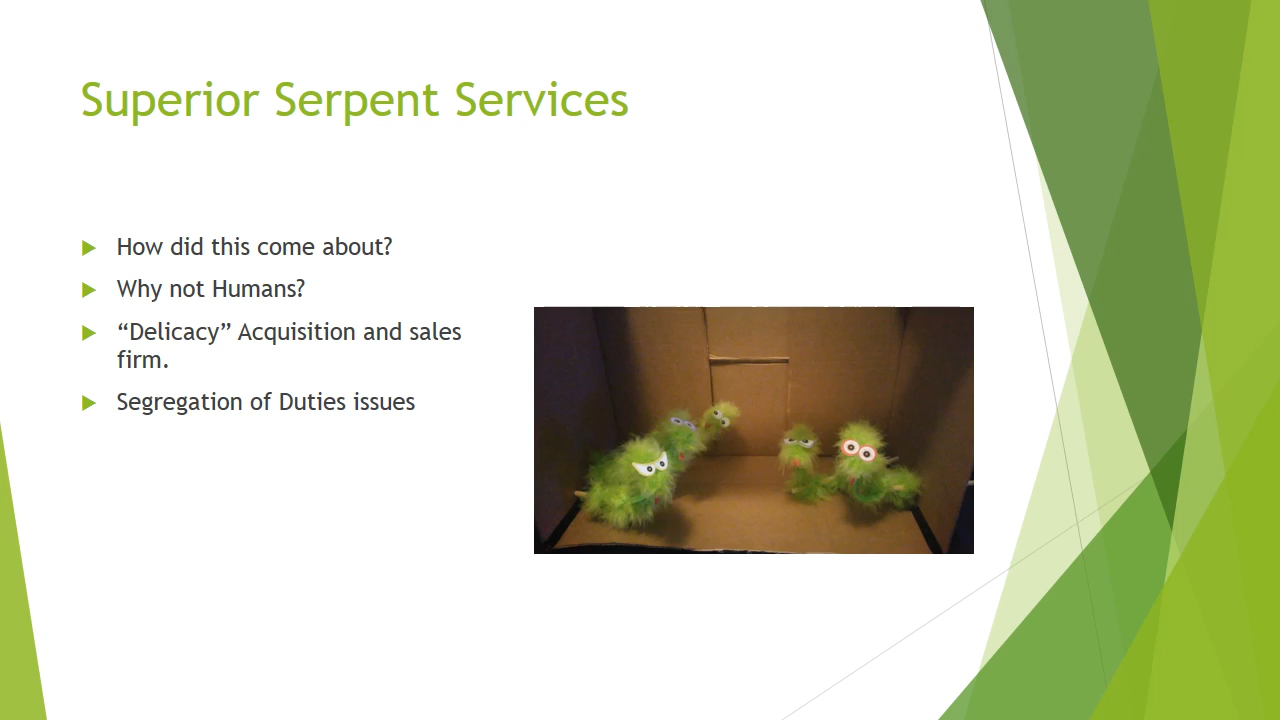 Superior Serpent Services
How did this come about?
Why not Humans?
“Delicacy” Acquisition and sales
firm.
Segregation of Duties issues